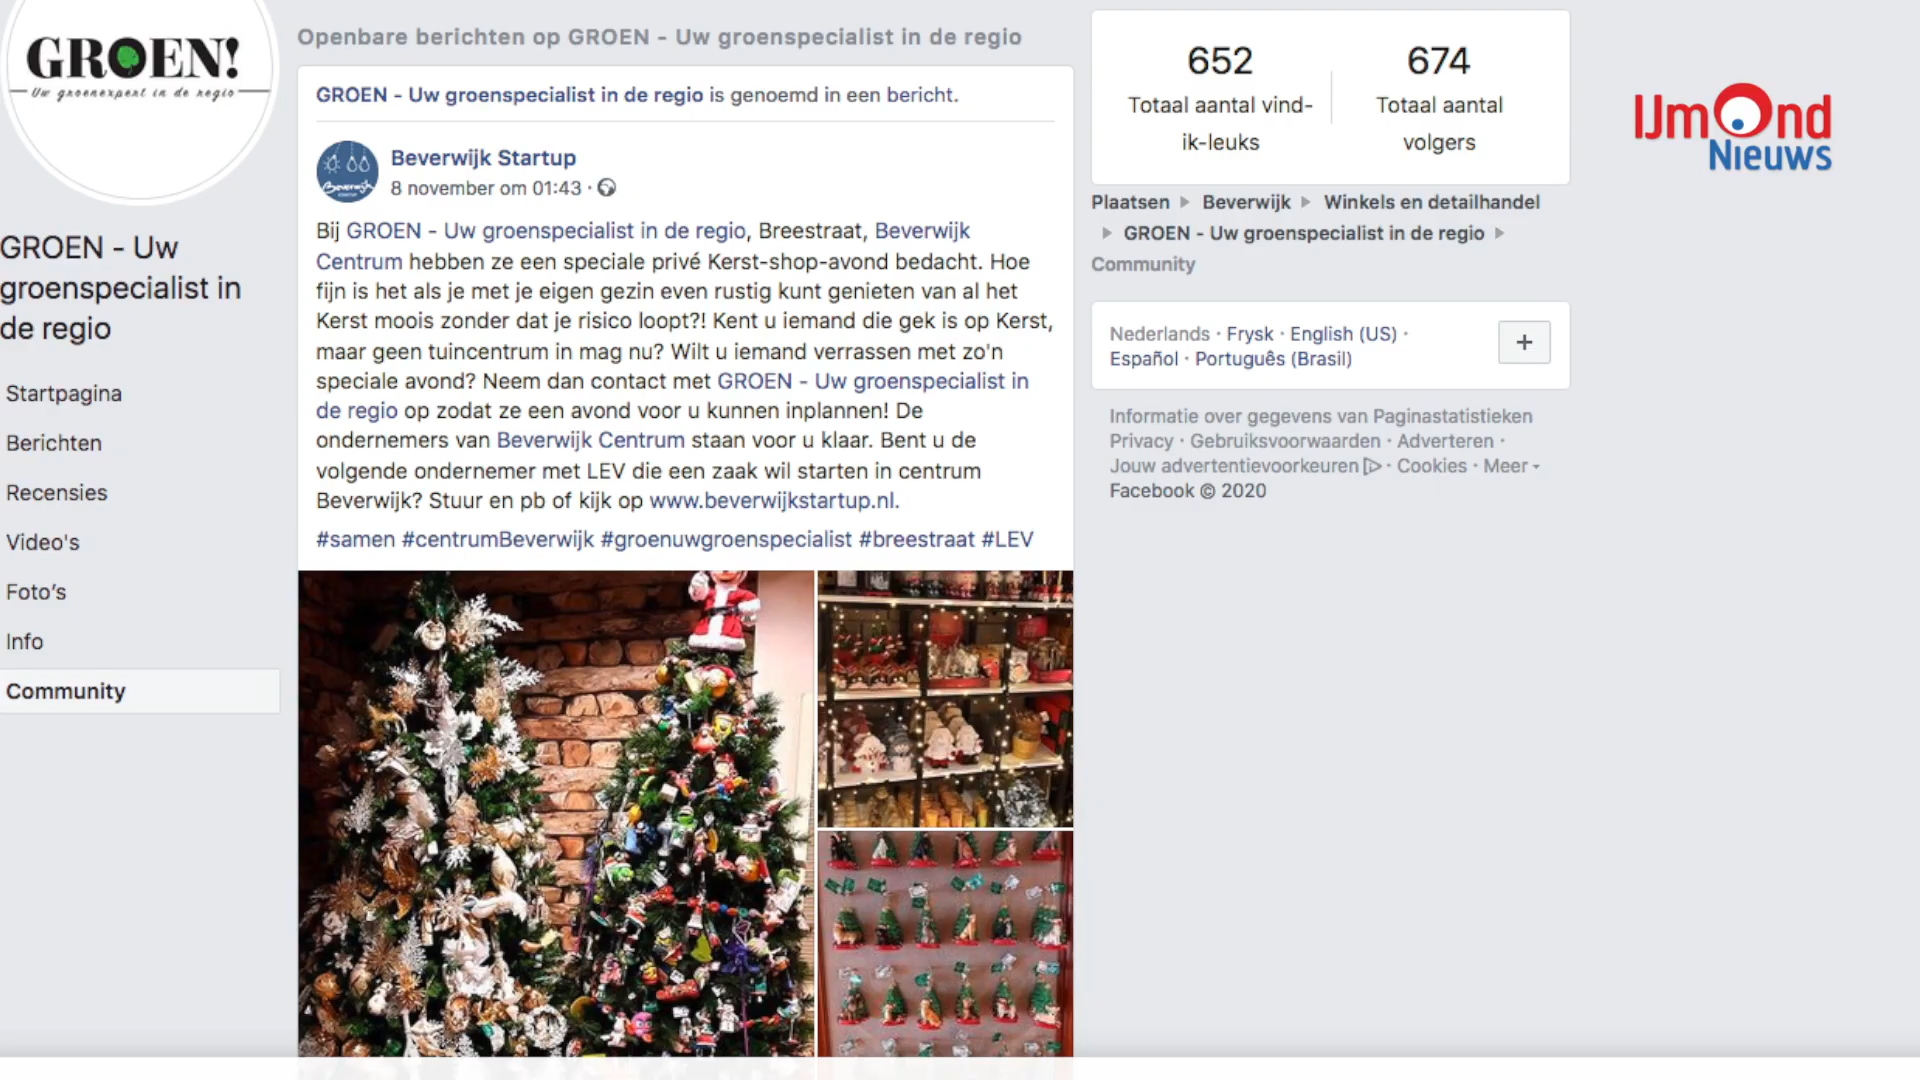 GROEN!
Uw groenexpert in de regio
GROEN - Uw
groenspecialist in
de regio
Startpagina
Berichten
Recensies
Video's
Foto's
Info
Community
Openbare berichten op GROEN - Uw groenspecialist in de regio
GROEN - Uw groenspecialist in de regio is genoemd in een bericht.
Beverwijk
Beverwijk Startup
8 november om 01:43 ·
Bij GROEN - Uw groenspecialist in de regio, Breestraat, Beverwijk
Centrum hebben ze een speciale privé Kerst-shop-avond bedacht. Hoe
fijn is het als je met je eigen gezin even rustig kunt genieten van al het
Kerst moois zonder dat je risico loopt?! Kent u iemand die gek is op Kerst,
maar geen tuincentrum in mag nu? Wilt u iemand verrassen met zo'n
speciale avond? Neem dan contact met GROEN - Uw groenspecialist in
de regio op zodat ze een avond voor u kunnen inplannen! De
ondernemers van Beverwijk Centrum staan voor u klaar. Bent u de
volgende ondernemer met LEV die een zaak wil starten in centrum
Beverwijk? Stuur en pb of kijk op www.beverwijkstartup.nl.
#samen #centrumBeverwijk #groenuwgroenspecialist #breestraat #LEV
652
Totaal aantal vind-
ik-leuks
674
Totaal aantal
volgers
Plaatsen Beverwijk Winkels en detailhandel
GROEN - Uw groenspecialist in de regio
Community
Nederlands · Frysk · English (US) ·
Español · Português (Brasil)
+
Informatie over gegevens van Paginastatistieken
Privacy · Gebruiksvoorwaarden · Adverteren ·
Jouw advertentievoorkeuren · Cookies · Meer
Facebook © 2020
IJmond
Nieuws